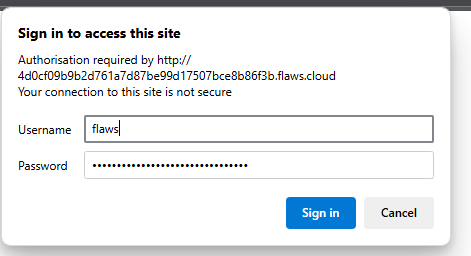 Sign in to access this site
Authorisation required by http://
4d0cf09b9b2d761a7d87be99d17507bce8b86f3b.flaws.cloud
Your connection to this site is not secure
Username flaws
Password ••••••••••••••••••••••••••••••••
Sign in Cancel